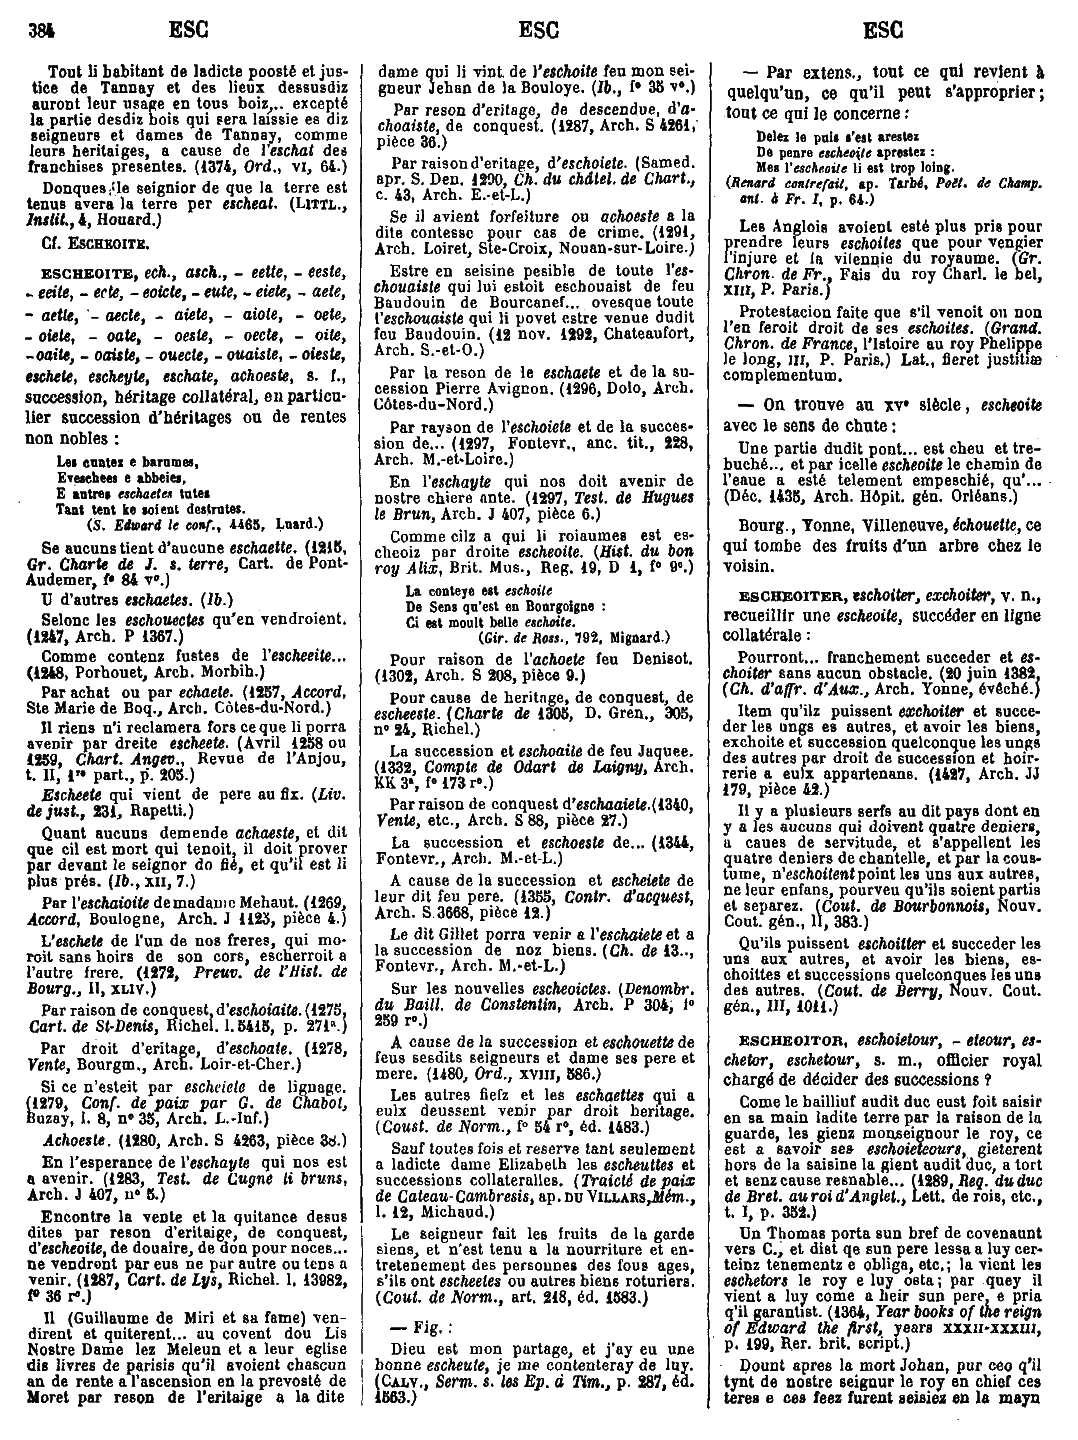 384 ESC ESC ESC
Tout li habitant de ladicte poosté et jus-
tice de Tannay et des lieux dessusdiz
auront leur usage en tous boiz,.. excepté
la partie desdiz bois qui sera laissie es diz
seigneurs et dames de Tannay, comme
leurs heritaiges, a cause de l'eschat des
franchises presentes. (1374, Ord., VI, 64.)
Donques le seignior de que la terre est
tenus avera la terre per escheat. (LITTL.,
Instit., 4, Houard.)
Cf. ESCHEOITE.
ESCHEOITE, ech., asch., – eette, – eeste,
– eeite, – ecte, – eoicte, – eute, – eiete, – aete,
– aette, – aecte, – aiete, – aiote, – oete,
– oiete, – oate, – oeste, – oecte, – oite,
– oaite, – oaiste, – ouecte, – ouaiste, – oieste,
eschete, escheyte, eschate, achoeste, s. f.,
succession, héritage collatéral, en particu-
lier succession d'héritages ou de rentes
non nobles :
Les cuntez e barumes,
Eveschees e abbeies,
E autres eschaetes tutes
Tant tent ke soient destrutes.
(S. Edward le conf., 4465, Luard.)
Se aucuns tient d'aucune eschaette. (1215,
Gr. Charte de J. s. terre, Cart. de Pont-
Audemer, f° 84 v°.)
U d'autres eschaetes. (Ib.)
Selonc les eschouectes qu'en vendroient.
(1247, Arch. P 1367.)
Comme contenz fustes de l'escheeite...
(1248, Porhouet, Arch. Morbih.)
Par achat ou par echaete. (1257, Accord,
Ste Marie de Boq., Arch. Côtes-du-Nord.)
Il riens n'i reclamera fors ce que li porra
avenir par dreite escheete. (Avril 1258 ou
1259, Chart. Angev., Revue de l'Anjou,
t. II, 1re part., p. 205.)
Escheete qui vient de pere au fix. (Liv.
de just., 231, Rapetti.)
Quant aucuns demende achaeste, et dit
que cil est mort qui tenoit, il doit prover
par devant le seignor do fié, et qu'il est li
plus prés. (Ib., XII, 7.)
Par l'eschaioite de madame Mehaut. (1269,
Accord, Boulogne, Arch. J 1123, pièce 4.)
L'eschete de l'un de nos freres, qui mo-
roit sans hoirs de son cors, escherroit a
l'autre frere. (1272, Preuv. de l'Hist. de
Bourg., II, XLIV.)
Par raison de conquest, d'eschoiaite. (1275,
Cart. de St-Denis, Richel. l. 5415, p. 271ª.)
Par droit d'eritage, d'eschoate. (1278,
Vente, Bourgm., Arch. Loir-et-Cher.)
Si ce n'esteit par escheiete de lignage.
(1279, Conf. de paix par G. de Chabot,
Buzay, l. 8, n° 35, Arch. L.-Inf.)
Achoeste. (1280, Arch. S 4263, pièce 38.)
En l'esperance de l'eschayte qui nos est
a avenir. (1283, Test. de Cugne li bruns,
Arch. J 407, n° 5.)
Encontre la vente et la quitance desus
dites par reson d'eritaige, de conquest,
d'escheoite, de douaire, de don pour noces...
ne vendront par eus ne par autre ou tens a
venir. (1287, Cart. de Lys, Richel. l. 13982,
f° 36 r°.)
Il (Guillaume de Miri et sa fame) ven-
dirent et quiterent... au covent dou Lis
Nostre Dame lez Meleun et a leur eglise
dis livres de parisis qu'il avoient chascun
an de rente a l'ascension en la prevosté de
Moret par reson de l'eritaige a la dite
dame qui li vint de l'eschoite feu mon sei-
gneur Jehan de la Bouloye. (Ib., f° 35 v°.)
Par reson d'eritage, de descendue, d'a-
choaiste, de conquest. (1287, Arch. S 4261,
pièce 36.)
Par raison d'eritage, d'escholete. (Samed.
apr. S. Den. 1290, Ch. du châtel. de Chart.,
c. 43, Arch. E.-et-L.)
Se il avient forfeiture ou achoeste a la
dite contesse pour cas de crime. (1291,
Arch. Loiret, Ste-Croix, Nouan-sur-Loire.)
Estre en seisine pesible de toute l'es-
chouaiste qui lui estoit eschouaist de feu
Baudouin de Bourcanef... ovesque toute
l'eschouaiste qui li povet estre venue dudit
feu Baudouin. (12 nov. 1292, Chateaufort,
Arch. S.-et-O.)
Par la reson de le eschaete et de la su-
cession Pierre Avignon. (1296, Dolo, Arch.
Côtes-du-Nord.)
Par rayson de l'eschoiete et de la succes-
sion de... (1297, Fontevr., anc. tit., 228,
Arch. M.-et-Loire.)
En l'eschayte qui nos doit avenir de
nostre chiere ante. (1297, Test. de Hugues
le Brun, Arch. J 407, pièce 6.)
Comme cilz a qui li roiaumes est es-
cheoiz par droite escheoite. (Hist. du bon
roy Alix, Brit. Mus., Reg. 19, D 1, f° 9c.)
La conteye est eschoite
De Sens qu'est en Bourgoigne :
Ci est moult belle eschoite.
(Gir. de Ross., 792, Mignard.)
Pour raison de l'achoete feu Denisot.
(1302, Arch. S 208, pièce 9.)
Pour cause de heritage, de conquest, de
escheeste. (Charte de 1305, D. Grén., 305,
n° 24, Richel.)
La succession et eschoaite de feu Jaquee.
(1332, Compte de Odart de Laigny, Arch.
KK 3ª, f° 173 r°.)
Par raison de conquest d'eschaaiete. (1340,
Vente, etc., Arch. S 88, pièce 27.)
La succession et eschoeste de... (1344,
Fontevr., Arch. M.-et-L.)
A cause de la succession et escheiete de
leur dit feu pere. (1355, Contr. d'acquest,
Arch. S 3668, pièce 12.)
Le dit Gillet porra venir a l'eschaiete et a
la succession de noz biens. (Ch. de 13..,
Fontevr., Arch. M.-et-L.)
Sur les nouvelles escheoictes. (Denombr.
du Baill. de Constentin, Arch. P 304, f°
259 r°.)
A cause de la succession et eschouette de
feus sesdits seigneurs et dame ses pere et
mere. (1480, Ord., XVIII, 586.)
Les autres fiefz et les eschaettes qui a
eulx deussent venir par droit heritage.
(Coust. de Norm., f° 54 r°, éd. 1483.)
Sauf toutes fois et reserve tant seulement
a ladicte dame Elizabeth les escheuttes et
successions collateralles. (Traicté de paix
de Cateau-Cambresis, ap. DU VILLARS, Mém.,
l. 12, Michaud.)
Le seigneur fait les fruits de la garde
siens, et n'est tenu a la nourriture et en-
tretenement des personnes des fous ages,
s'ils ont escheetes ou autres biens roturiers.
(Cout. de Norm., art. 218, éd. 1583.)
— Fig. :
Dieu est mon partage, et j'ay eu une
bonne escheute, je me contenteray de luy.
(CALV., Serm. s. les Ep. à Tim., p. 287, éd.
1563.)
— Par extens., tout ce qui revient à
quelqu'un, ce qu'il peut s'approprier ;
tout ce qui le concerne :
Delez le puis s'est arestez
De penre escheoite aprestez :
Mes l'escheoite li est trop loing.
(Renard contrefait, ap. Tarbé, Poët. de Champ.
ant. à Fr. I, p. 64.)
Les Anglois avoient esté plus pris pour
prendre leurs eschoites que pour vengier
l'injure et la vilennie du royaume. (Gr.
Chron. de Fr., Fais du roy Charl. le bel,
XIII, P. Paris.)
Protestacion faite que s'il venoit ou non
l'en feroit droit de ses eschoites. (Grand.
Chron. de France, l'Istoire au roy Phelippe
le long, III, P. Paris.) Lat., fieret justitiæ
complementum.
— On trouve au XVe siècle, escheoite
avec le sens de chute :
Une partie dudit pont... est cheu et tre-
buché... et par icelle escheoite le chemin de
l'eaue a esté telement empeschié, qu'...
(Déc. 1435, Arch. Hôpit. gén. Orléans.)
Bourg., Yonne, Villeneuve, échouette, ce
qui tombe des fruits d'un arbre chez le
voisin.
ESCHEOITER, eschoiter, exchoiter, v. n.,
recueillir une escheoite, succéder en ligne
collatérale :
Pourront... franchement succeder et es-
choiter sans aucun obstacle. (20 juin 1382,
(Ch. d'affr. d'Aux., Arch. Yonne, évêché.)
Item qu'ilz puissent exchoiter et succe-
der les ungs es autres, et avoir les biens,
exchoite et succession quelconque les ungs
des autres par droit de succession et hoir-
rerie a eulx appartenans. (1427, Arch. JJ
179, pièce 42.)
Il y a plusieurs serfs au dit pays dont en
y a les aucuns qui doivent quatre deniers,
a caues de servitude, et s'appellent les
quatre deniers de chantelle, et par la cous-
tume, n'eschoitent point les uns aux autres,
ne leur enfans, pourveu qu'ils soient partis
et separez. (Cout. de Bourbonnois, Nouv.
Cout. gén., II, 383.)
Qu'ils puissent eschoitter et succeder les
uns aux autres, et avoir les biens, es-
choittes et successions quelconques les uns
des autres. (Cout. de Berry, Nouv. Cout.
gén., III, 1011.)
ESCHEOITOR, eschoietour, – eteour, es-
chetor, eschetour, s. m., officier royal
chargé de décider des successions ?
Come le bailliuf audit duc eust foit saisir
en sa main ladite terre par la raison de la
guarde, les gienz monseignour le roy, ce
est a savoir ses eschoieteours, gieterent
hors de la saisine la gient audit duc, a tort
et senz cause resnable... (1289, Req. du duc
de Bret. au roi d'Anglet., Lett. de rois, etc.,
t. I, p. 352.)
Un Thomas porta sun bref de covenaunt
vers C., et dist qe sun pere lessa a luy cer-
teinz tenementz e obliga, etc. ; la vient les
eschetors le roy e luy osta ; par quey il
vient a luy come a heir sun pere, e pria
q'il garantist. (1364, Year books of the reign
of Edward the first, years XXXII-XXXIII,
p. 199, Rer. brit. script.)
Dount apres la mort Johan, pur ceo q'il
tynt de nostre seignur le roy en chief ces
teres e ces feez furent seisiez en la mayn